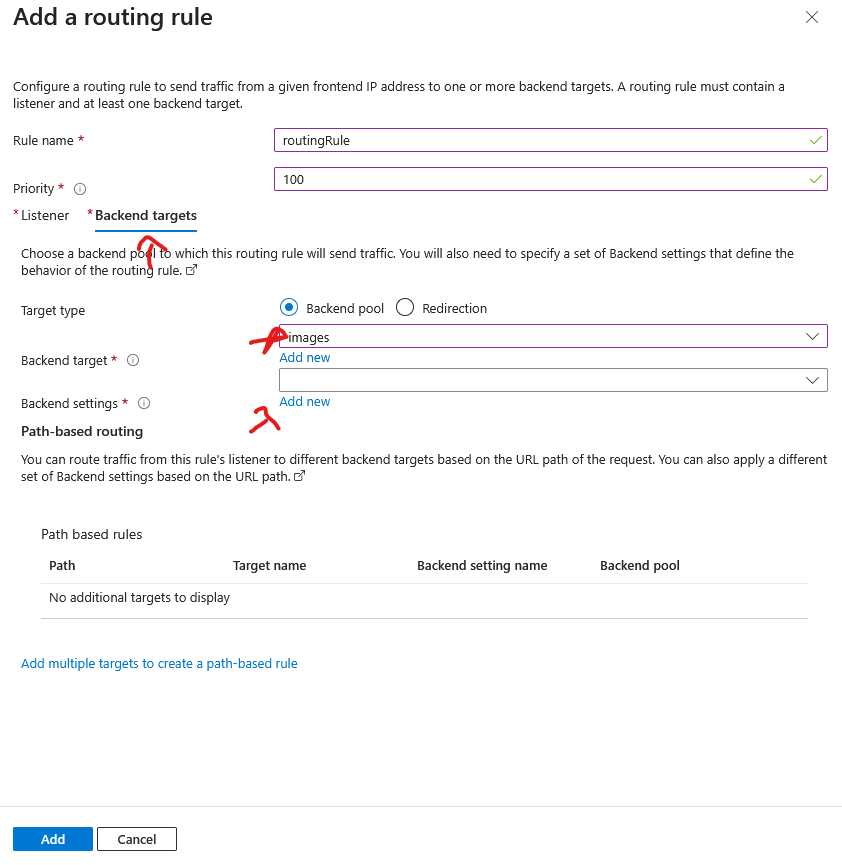 Add a routing rule
Configure a routing rule to send traffic from a given frontend IP address to one or more backend targets. A routing rule must contain a
listener and at least one backend target.
Rule name *
routingRule
Priority *
100
* Listener
* Backend targets
Choose a backend pool to which this routing rule will send traffic. You will also need to specify a set of Backend settings that define the
behavior of the routing rule.
Target type
Backend pool
Redirection
images
Backend target *
Add new
Backend settings *
Add new
Path-based routing
You can route traffic from this rule's listener to different backend targets based on the URL path of the request. You can also apply a different
set of Backend settings based on the URL path.
Path based rules
Path Target name Backend setting name Backend pool
No additional targets to display
Add multiple targets to create a path-based rule
Add
Cancel